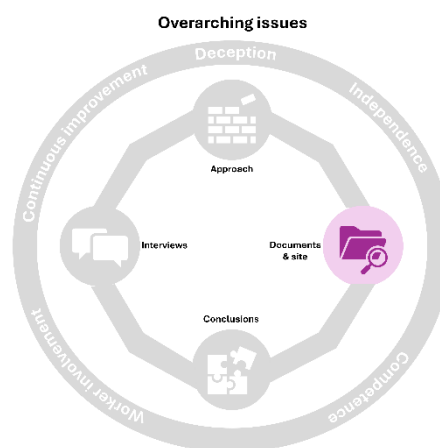 Overarching issues
Deception
Continuous improvement
Independence
Approach
Interviews
Documents
& site
Conclusions
Worker involvement
Competence